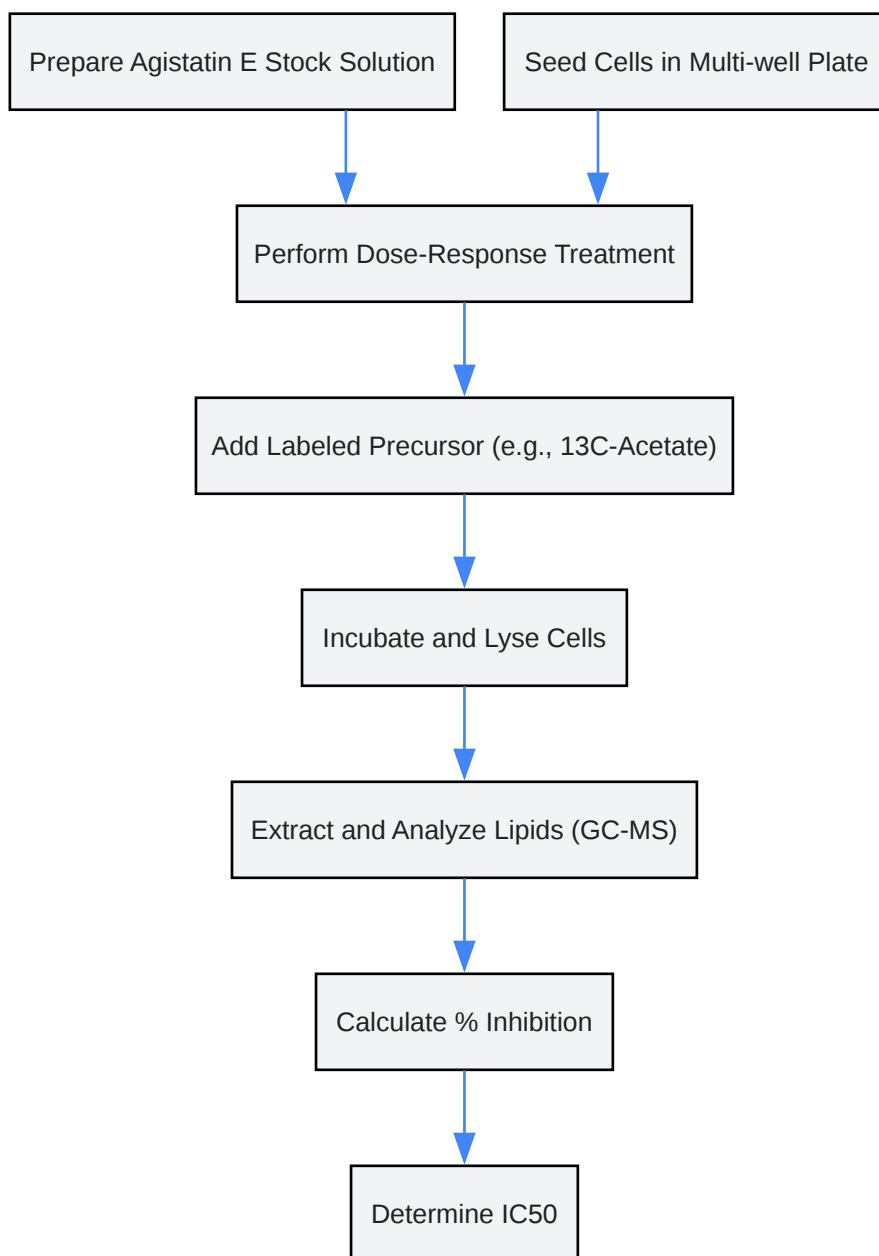 Prepare Agistatin E Stock Solution
Seed Cells in Multi-well Plate
Perform Dose-Response Treatment
Add Labeled Precursor (e.g., 13C-Acetate)
Incubate and Lyse Cells
Extract and Analyze Lipids (GC-MS)
Calculate % Inhibition
Determine IC50